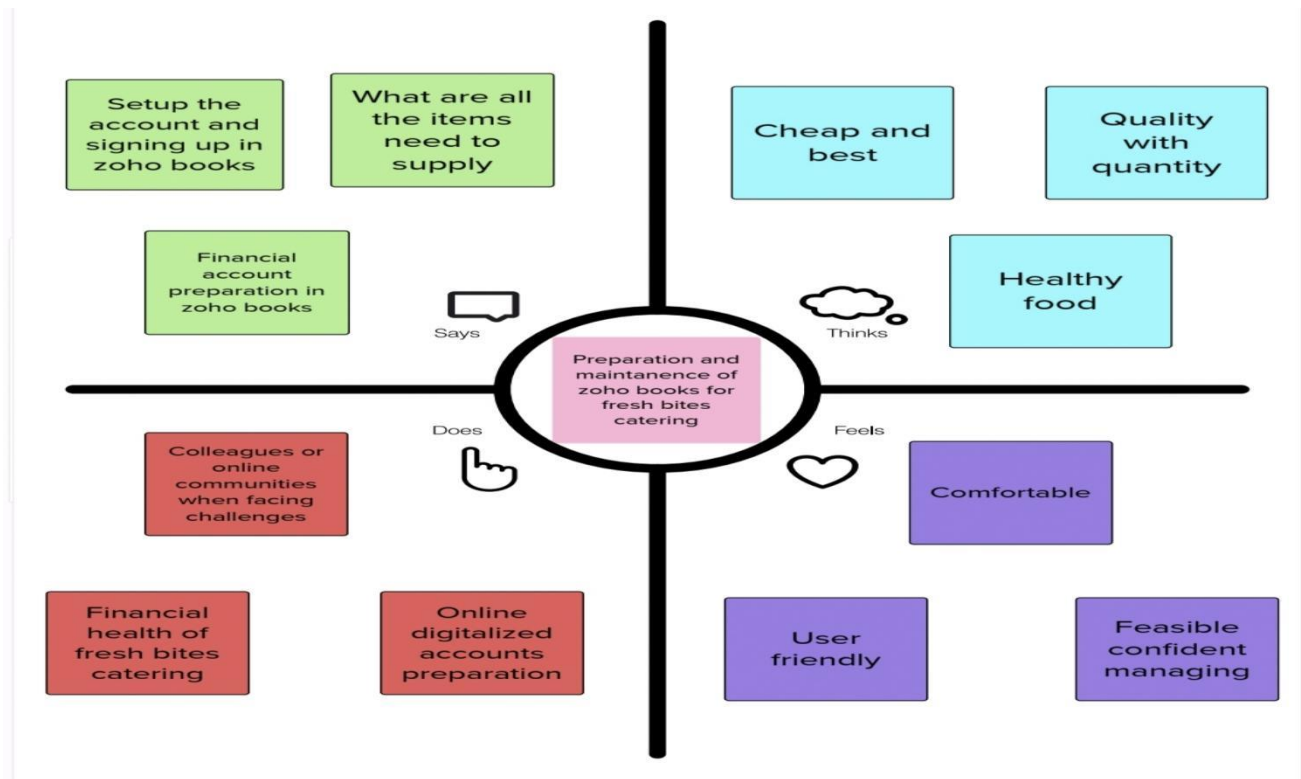 Setup the
account and
signing up in
zoho books
What are all
the items
need to
supply
Financial
account
preparation in
zoho books
Says
Cheap and
best
Quality
with
quantity
Healthy
food
Thinks
Preparation and
maintanence of
zoho books for
fresh bites
catering
Does
Colleagues or
online
communities
when facing
challenges
Financial
health of
fresh bites
catering
Online
digitalized
accounts
preparation
Feels
Comfortable
User
friendly
Feasible
confident
managing